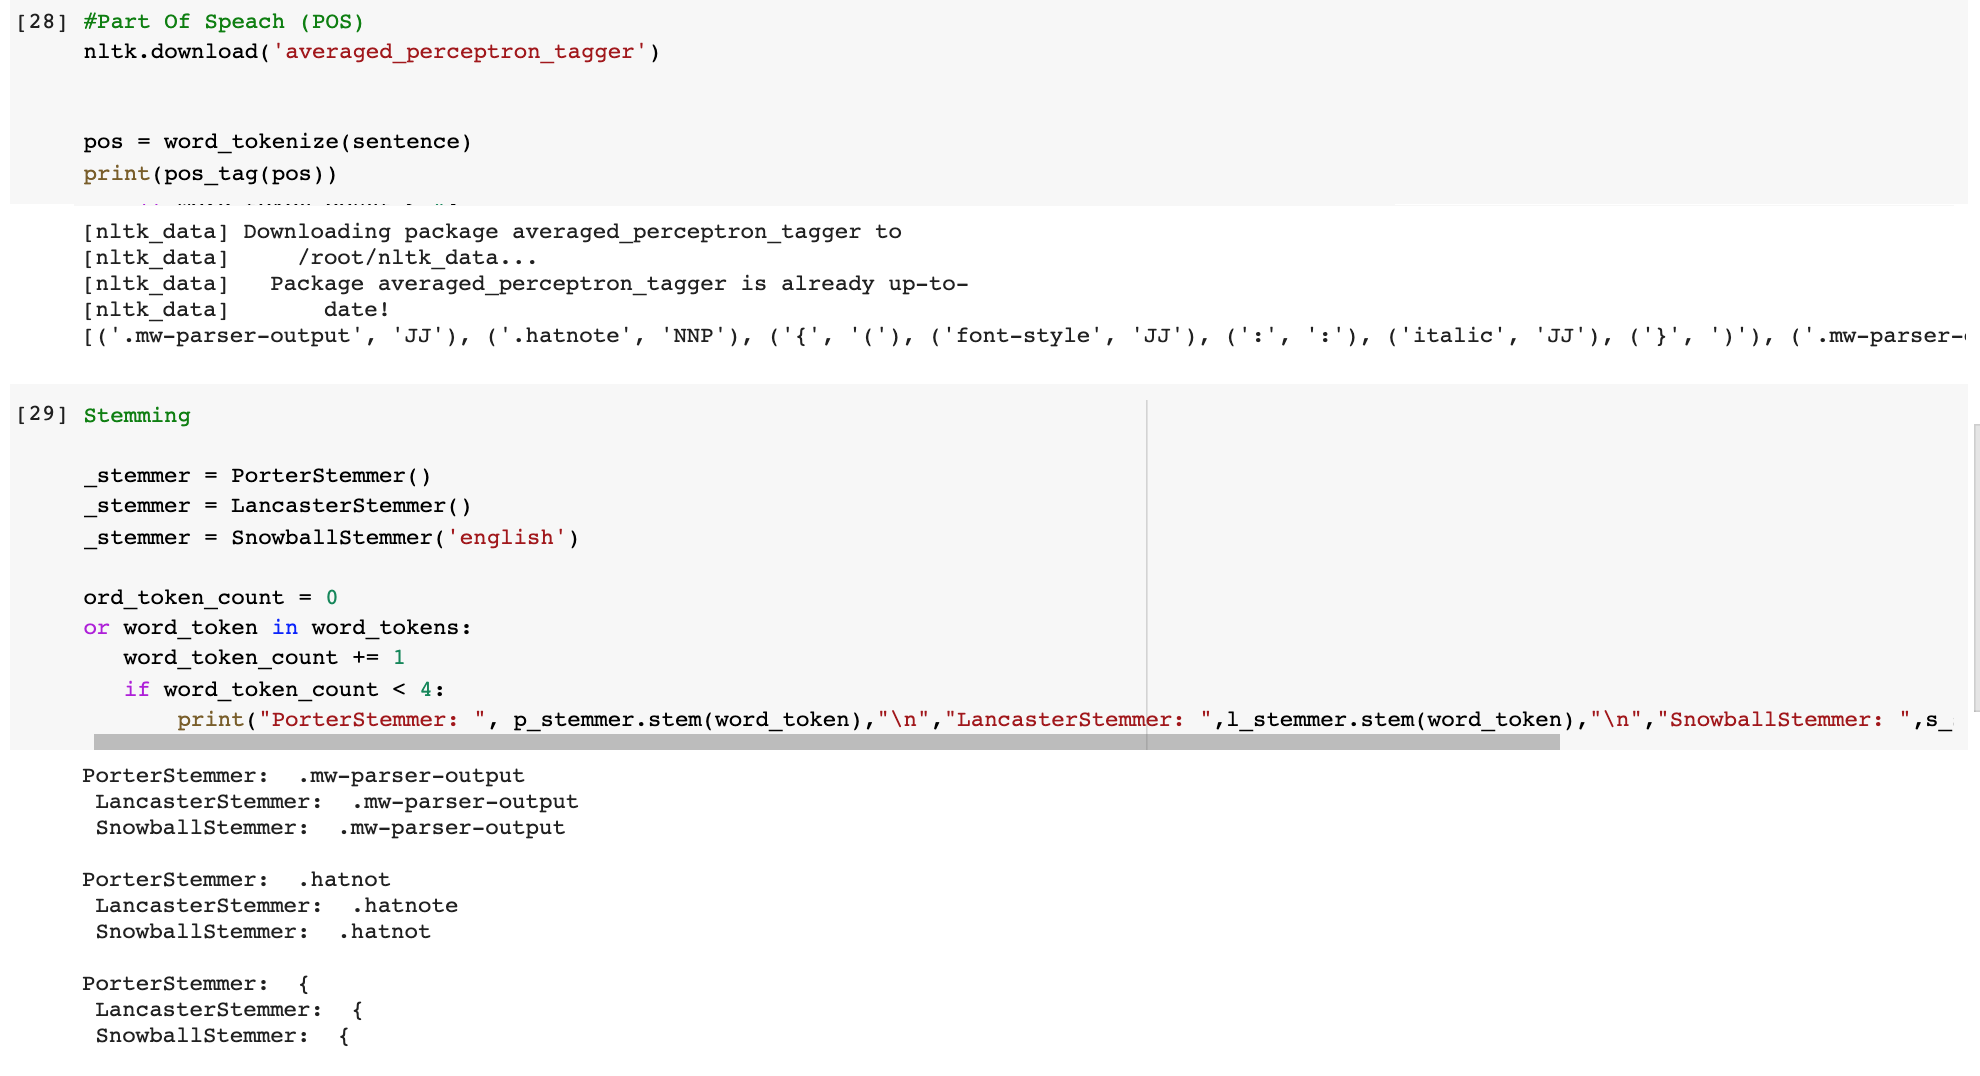 [28] #Part Of Speach (POS)
nltk.download('averaged_perceptron_tagger')
pos = word_tokenize(sentence)
print(pos_tag(pos))
[nltk_data] Downloading package averaged_perceptron_tagger to
[nltk_data]     /root/nltk_data...
[nltk_data]   Package averaged_perceptron_tagger is already up-to-
[nltk_data]       date!
[('.mw-parser-output', 'JJ'), ('.hatnote', 'NNP'), ('{', '('), ('font-style', 'JJ'), (':', ':'), ('italic', 'JJ'), ('}', ')'), ('.mw-parser-
[29] Stemming
_stemmer = PorterStemmer()
_stemmer = LancasterStemmer()
_stemmer = SnowballStemmer('english')
ord_token_count = 0
or word_token in word_tokens:
   word_token_count += 1
   if word_token_count < 4:
       print("PorterStemmer: ", p_stemmer.stem(word_token),"\n","LancasterStemmer: ",l_stemmer.stem(word_token),"\n","SnowballStemmer: ",s_
PorterStemmer:  .mw-parser-output
 LancasterStemmer:  .mw-parser-output
 SnowballStemmer:  .mw-parser-output
PorterStemmer:  .hatnot
 LancasterStemmer:  .hatnote
 SnowballStemmer:  .hatnot
PorterStemmer:  {
 LancasterStemmer:  {
 SnowballStemmer:  {